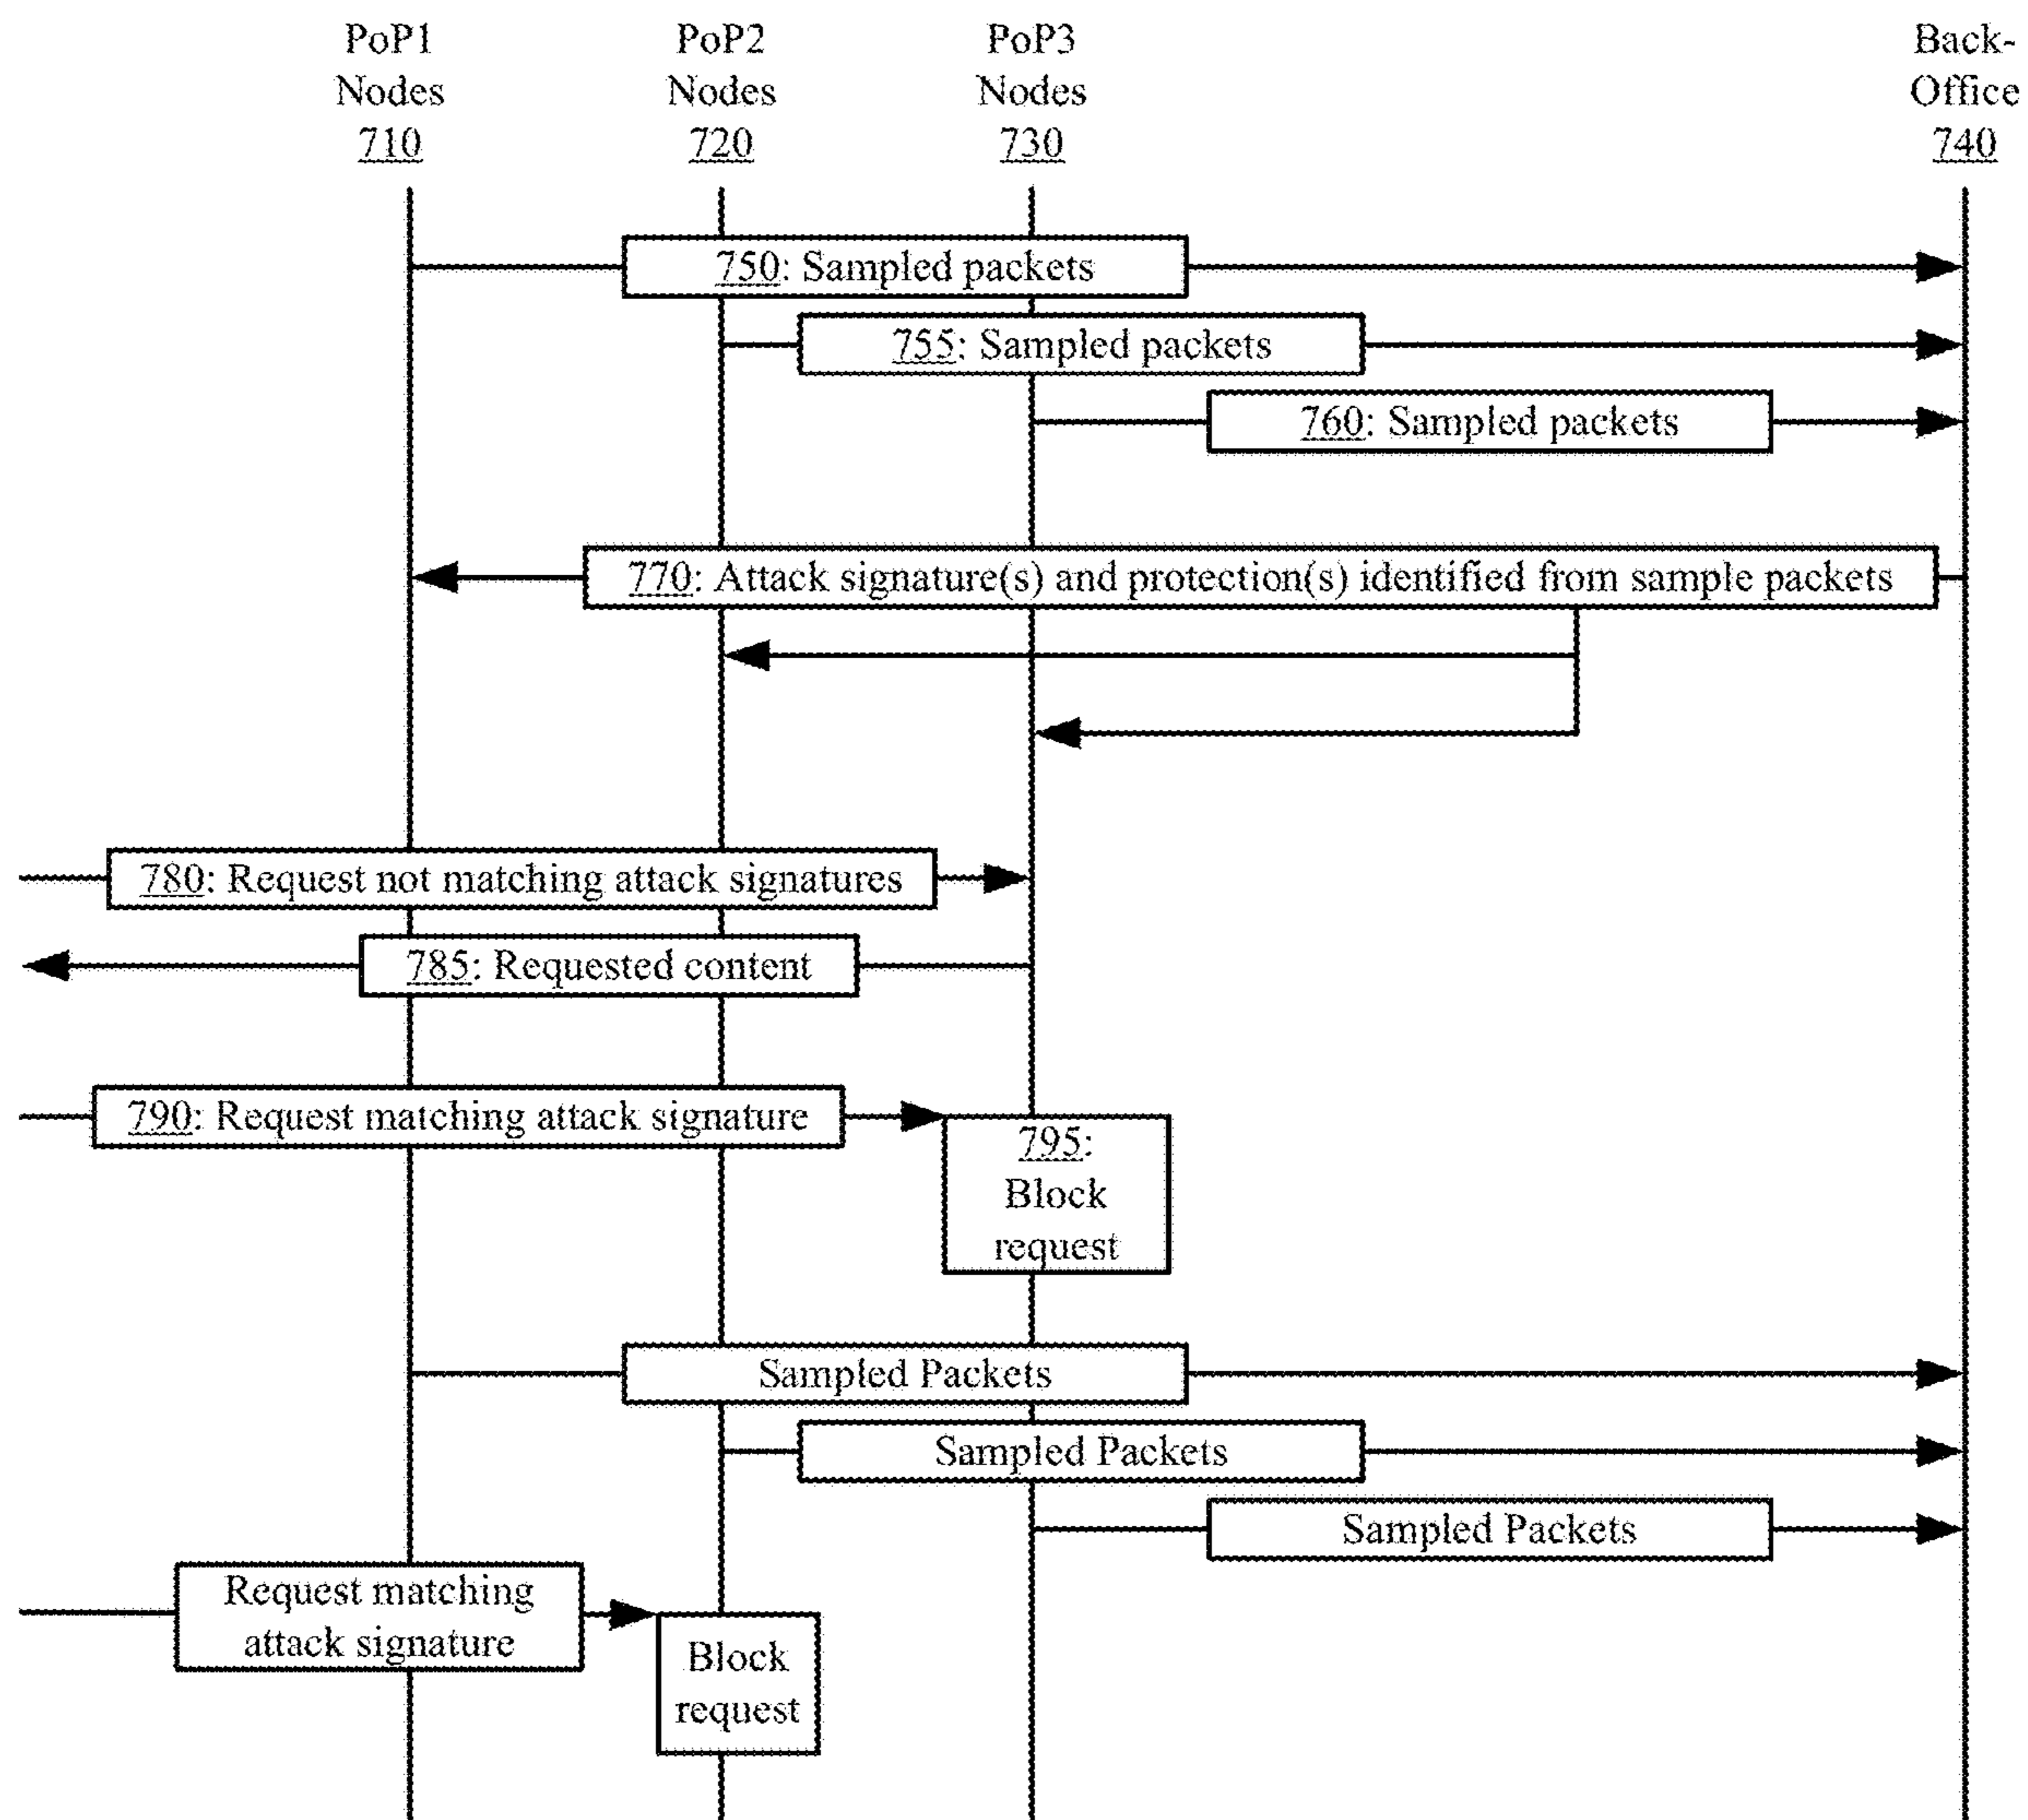 PoP1
Nodes
710
PoP2
Nodes
720
PoP3
Nodes
730
Back-
Office
740
750: Sampled packets
755: Sampled packets
760: Sampled packets
770: Attack signature(s) and protection(s) identified from sample packets
780: Request not matching attack signatures
785: Requested content
790: Request matching attack signature
795:
Block
request
Sampled Packets
Sampled Packets
Sampled Packets
Request matching
attack signature
Block
request